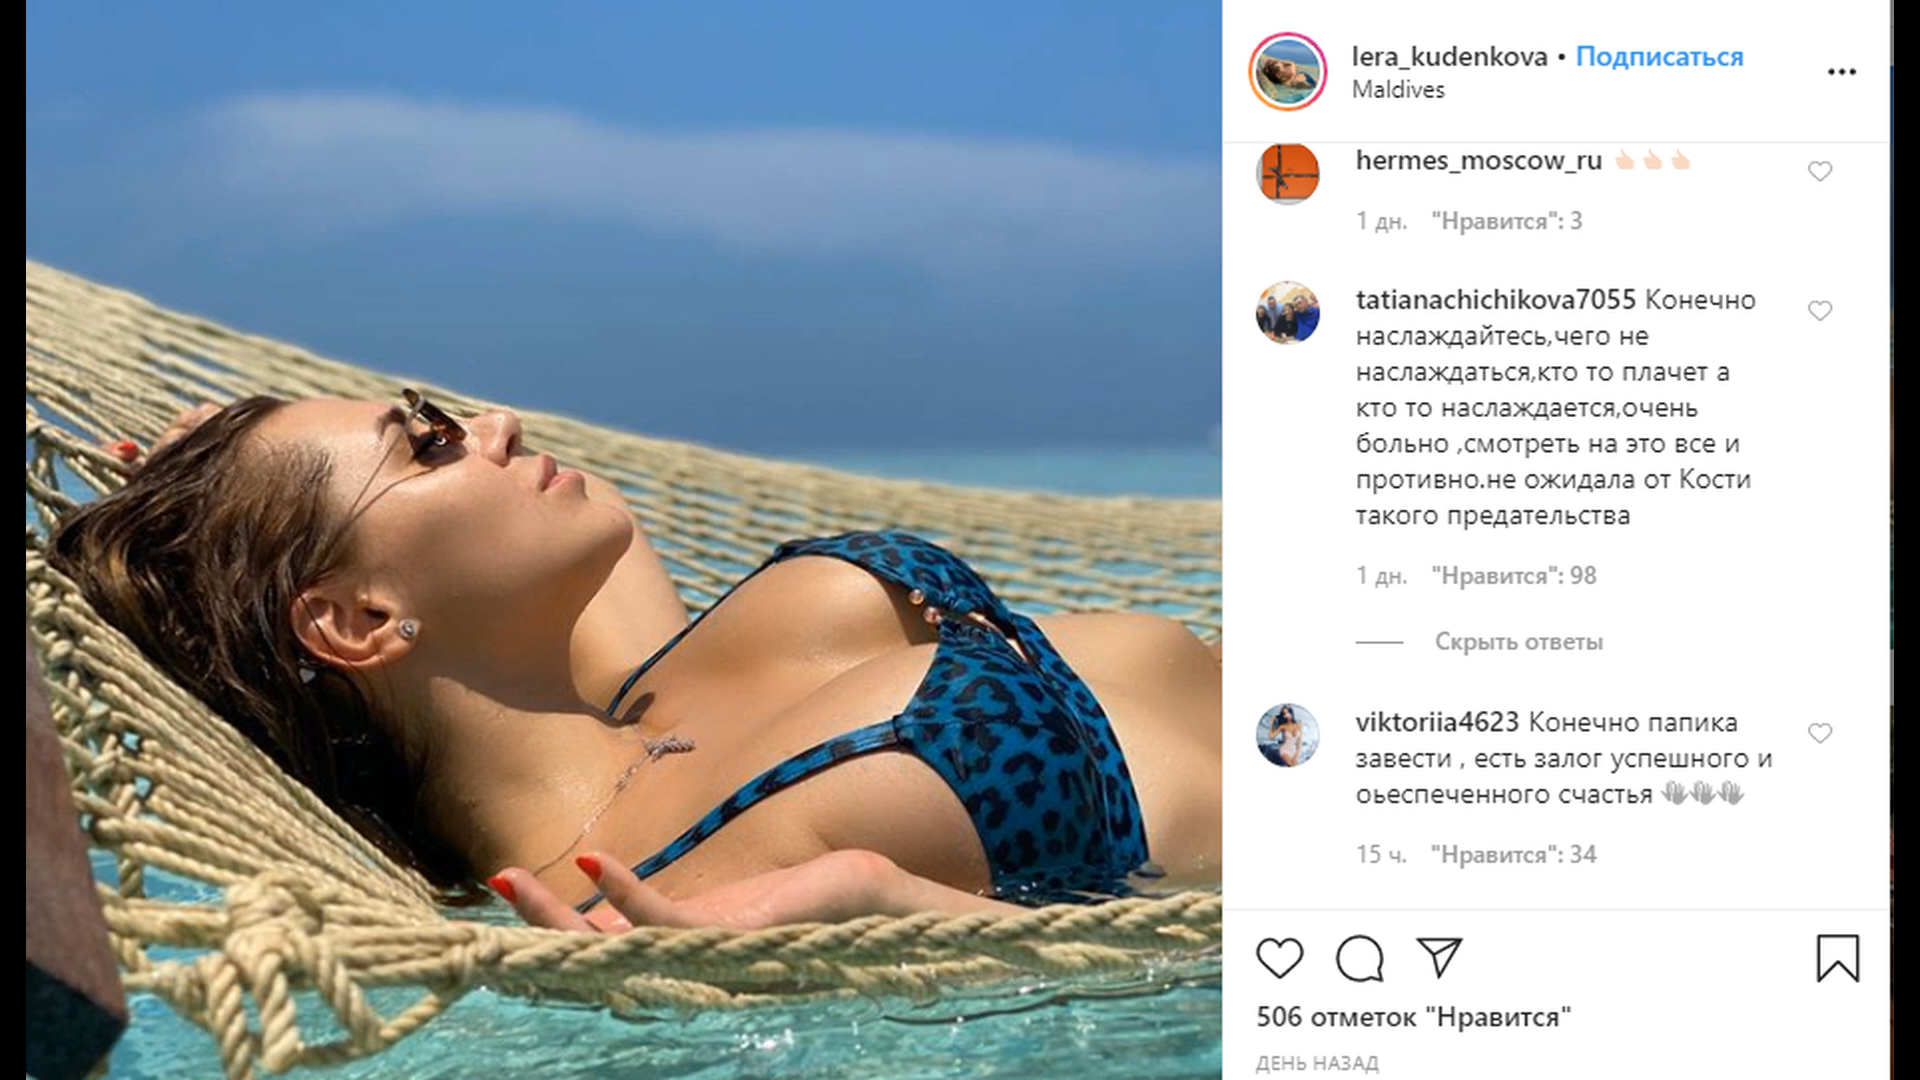 lera_kudenkova • Подписаться
Maldives
hermes_moscow_ru 👍🏻👍🏻👍🏻
1 дн. "Нравится": 3
tatianachichikova7055 Конечно
наслаждайтесь,чего не
наслаждаться,кто то плачет а
кто то наслаждается,очень
больно ,смотреть на это все и
противно.не ожидала от Кости
такого предательства
1 дн. "Нравится": 98
Скрыть ответы
viktoriia4623 Конечно папика
завести , есть залог успешного и
оьеспеченного счастья 👋👋👋
15 ч. "Нравится": 34
506 отметок "Нравится"
ДЕНЬ НАЗАД